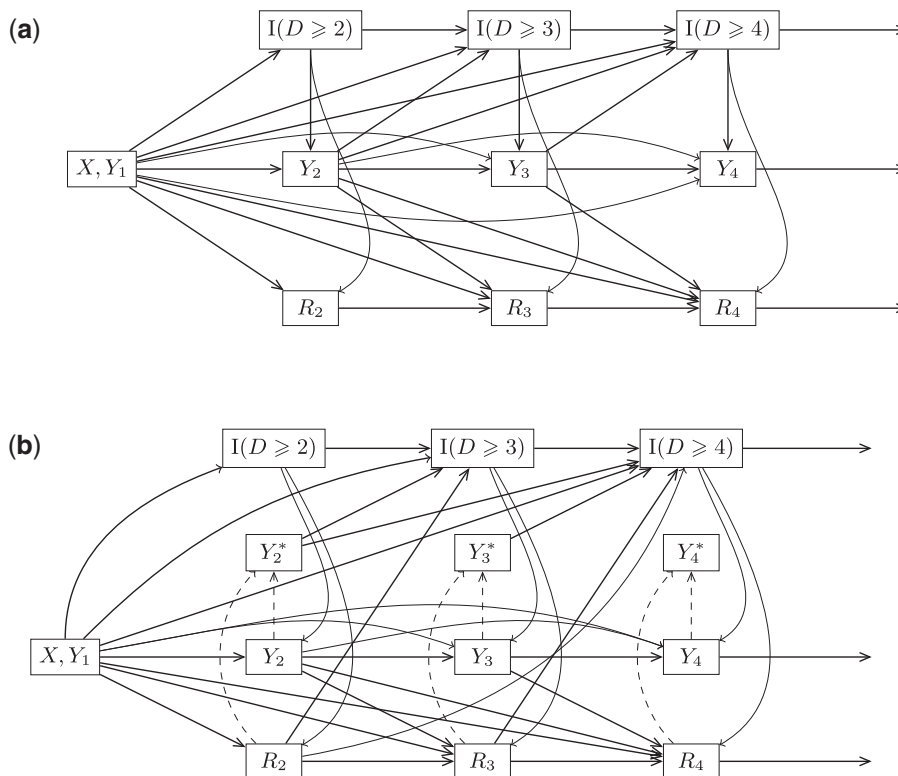 (a)
I(D ⩾ 2) I(D ⩾ 3) I(D ⩾ 4)
X, Y₁ Y₂ Y₃ Y₄
R₂ R₃ R₄
(b)
I(D ⩾ 2) I(D ⩾ 3) I(D ⩾ 4)
Y₂* Y₃* Y₄*
X, Y₁ Y₂ Y₃ Y₄
R₂ R₃ R₄